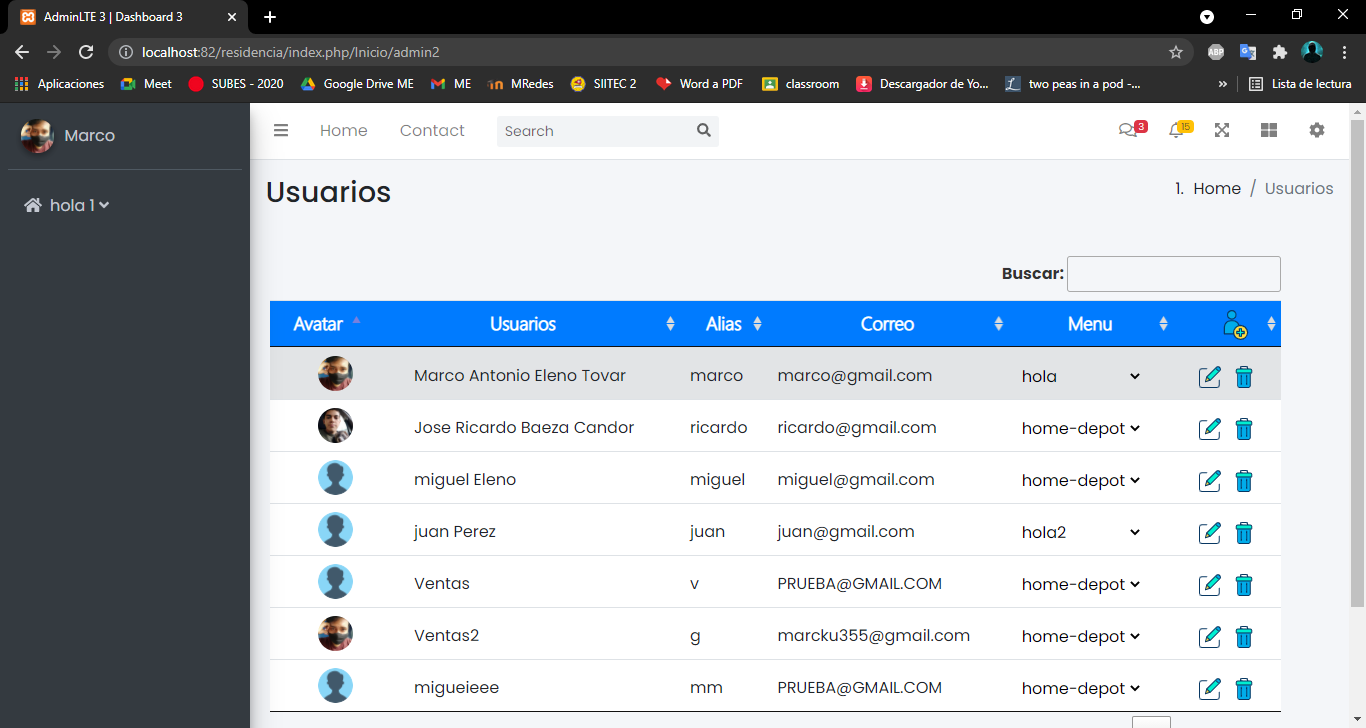 AdminLTE 3 | Dashboard 3
localhost:82/residencia/index.php/Inicio/admin2
ABP
Aplicaciones Meet SUBES - 2020 Google Drive ME ME MRedes SIITEC 2 Word a PDF classroom Descargador de Yo... two peas in a pod -... » Lista de lectura
Marco
Home Contact Search 3 15
hola 1
Usuarios
1. Home / Usuarios
Buscar:
Avatar Usuarios Alias Correo Menu
Marco Antonio Eleno Tovar marco marco@gmail.com hola
Jose Ricardo Baeza Candor ricardo ricardo@gmail.com home-depot
miguel Eleno miguel miguel@gmail.com home-depot
juan Perez juan juan@gmail.com hola2
Ventas v PRUEBA@GMAIL.COM home-depot
Ventas2 g marcku355@gmail.com home-depot
migueieee mm PRUEBA@GMAIL.COM home-depot